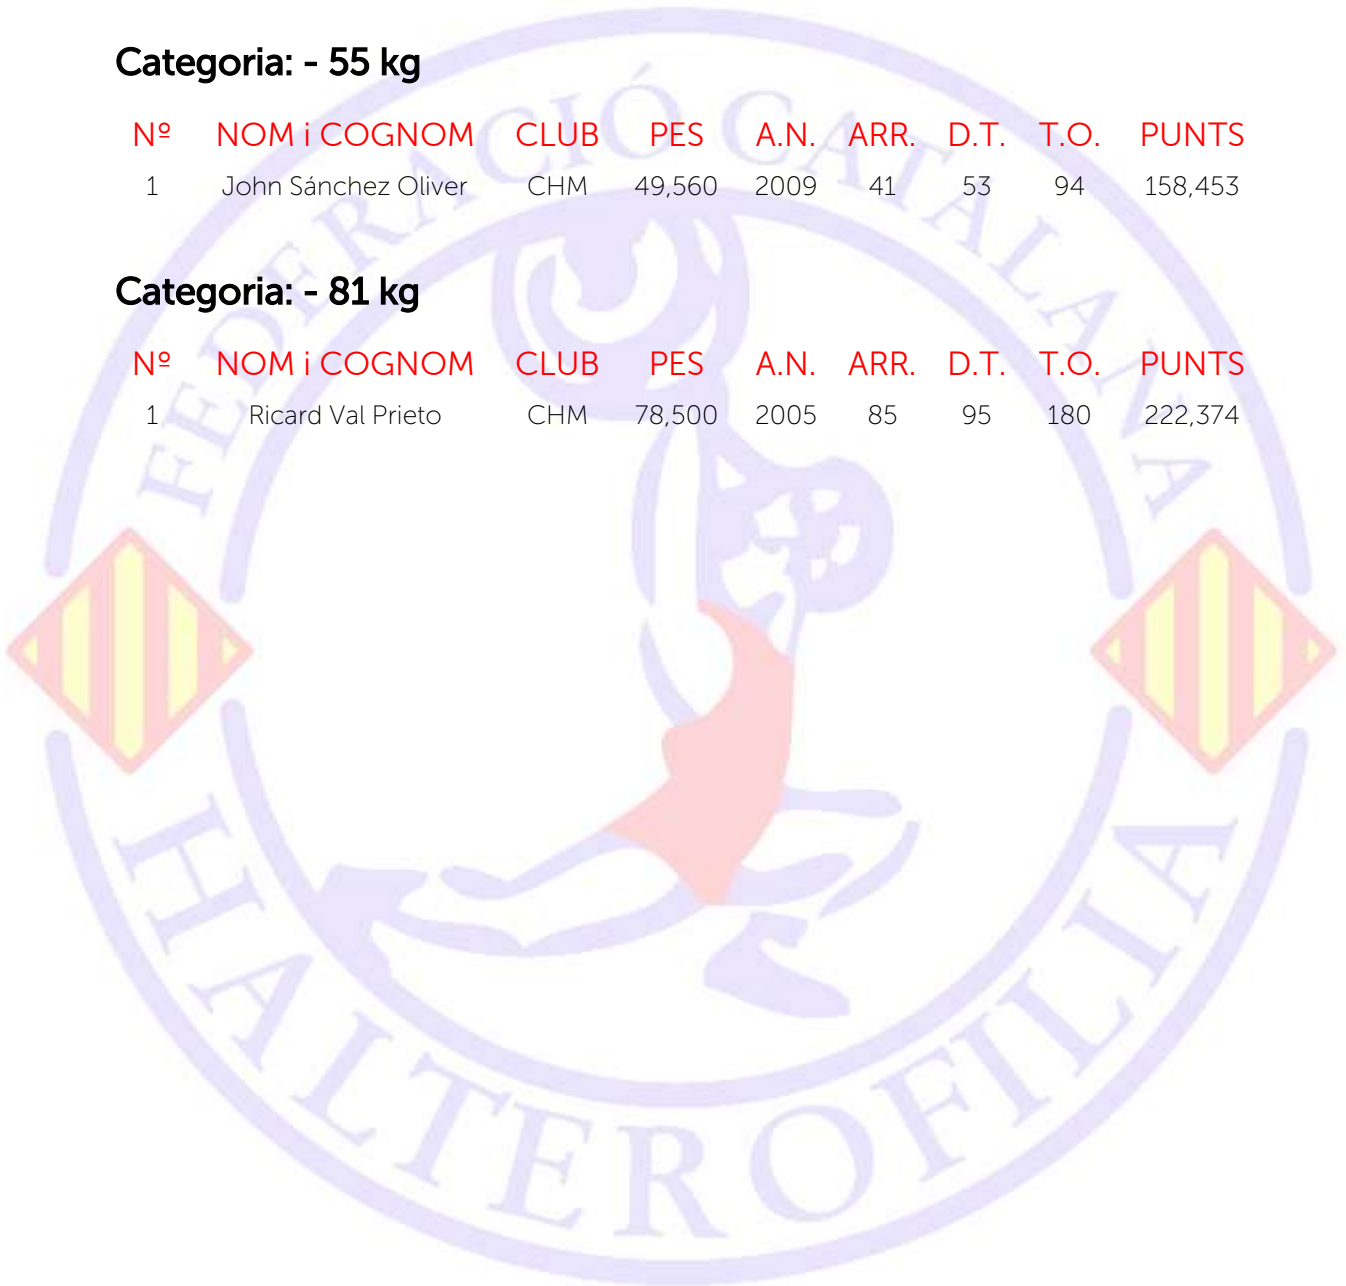 Categoria: - 55 kg
Nº NOM i COGNOM CLUB PES A.N. ARR. D.T. T.O. PUNTS
1 John Sánchez Oliver CHM 49,560 2009 41 53 94 158,453
Categoria: - 81 kg
Nº NOM i COGNOM CLUB PES A.N. ARR. D.T. T.O. PUNTS
1 Ricard Val Prieto CHM 78,500 2005 85 95 180 222,374
FEDERACIÓ CATALANA
HALTEROFILIA